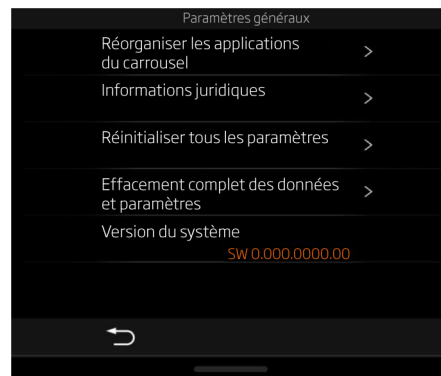 Paramètres généraux
Réorganiser les applications
du carrousel
Informations juridiques
Réinitialiser tous les paramètres
Effacement complet des données
et paramètres
Version du système
SW 0.000.0000.00